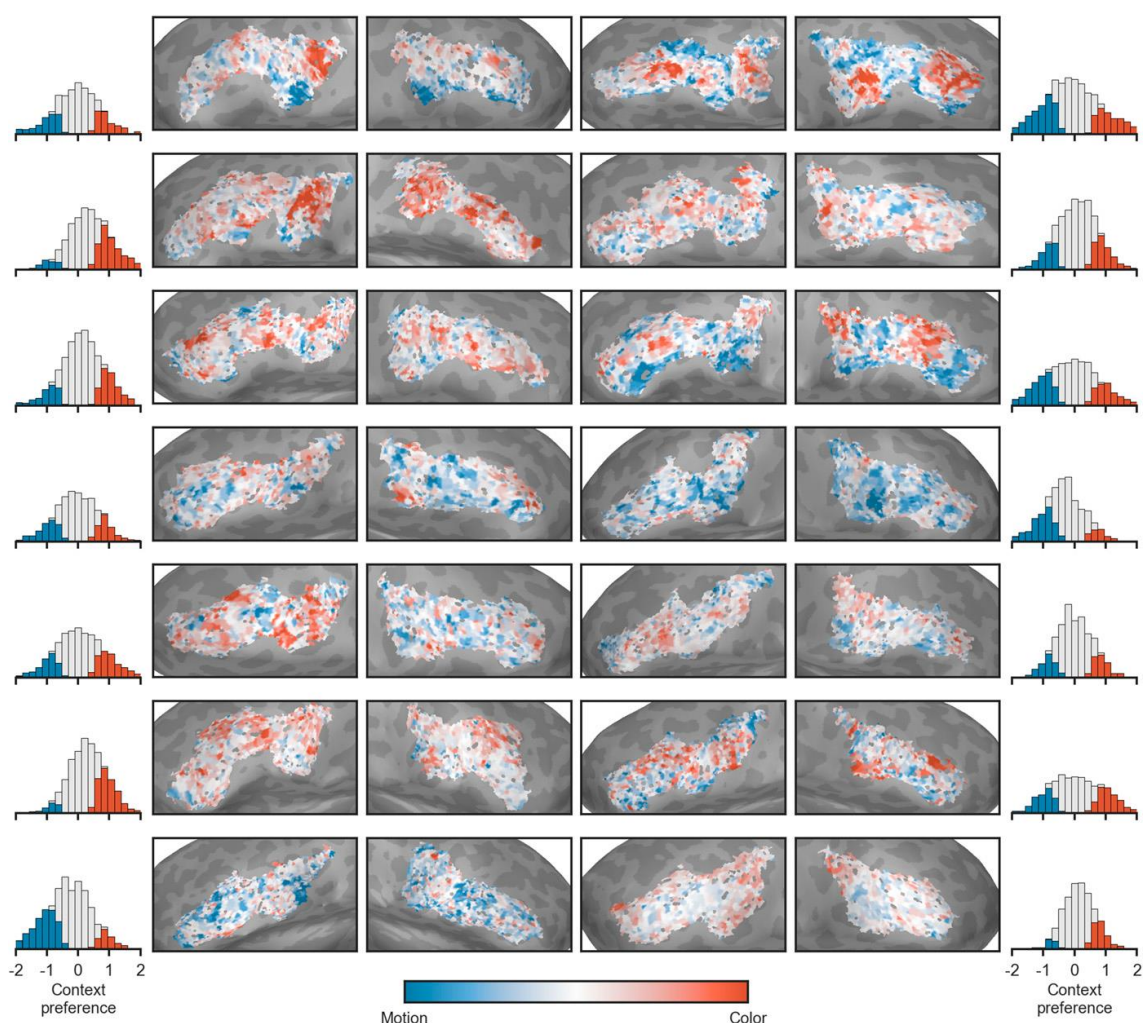 -2 -1 0 1 2
Context
preference
Motion
Color
-2 -1 0 1 2
Context
preference